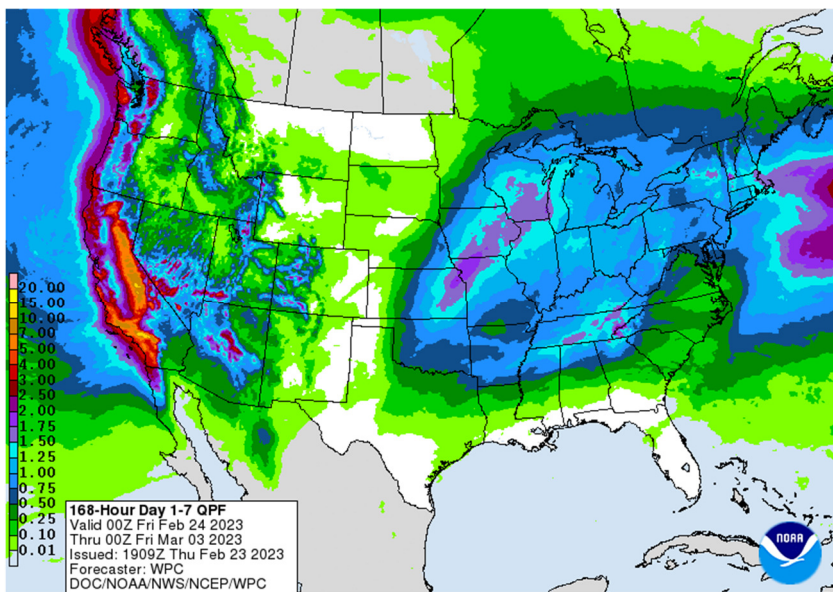 20.00
15.00
10.00
7.00
5.00
4.00
3.00
2.50
2.00
1.75
1.50
1.25
1.00
0.75
0.50
0.25
0.10
0.01
168-Hour Day 1-7 QPF
Valid 00Z Fri Feb 24 2023
Thru 00Z Fri Mar 03 2023
Issued: 1909Z Thu Feb 23 2023
Forecaster: WPC
DOC/NOAA/NWS/NCEP/WPC
NOAA